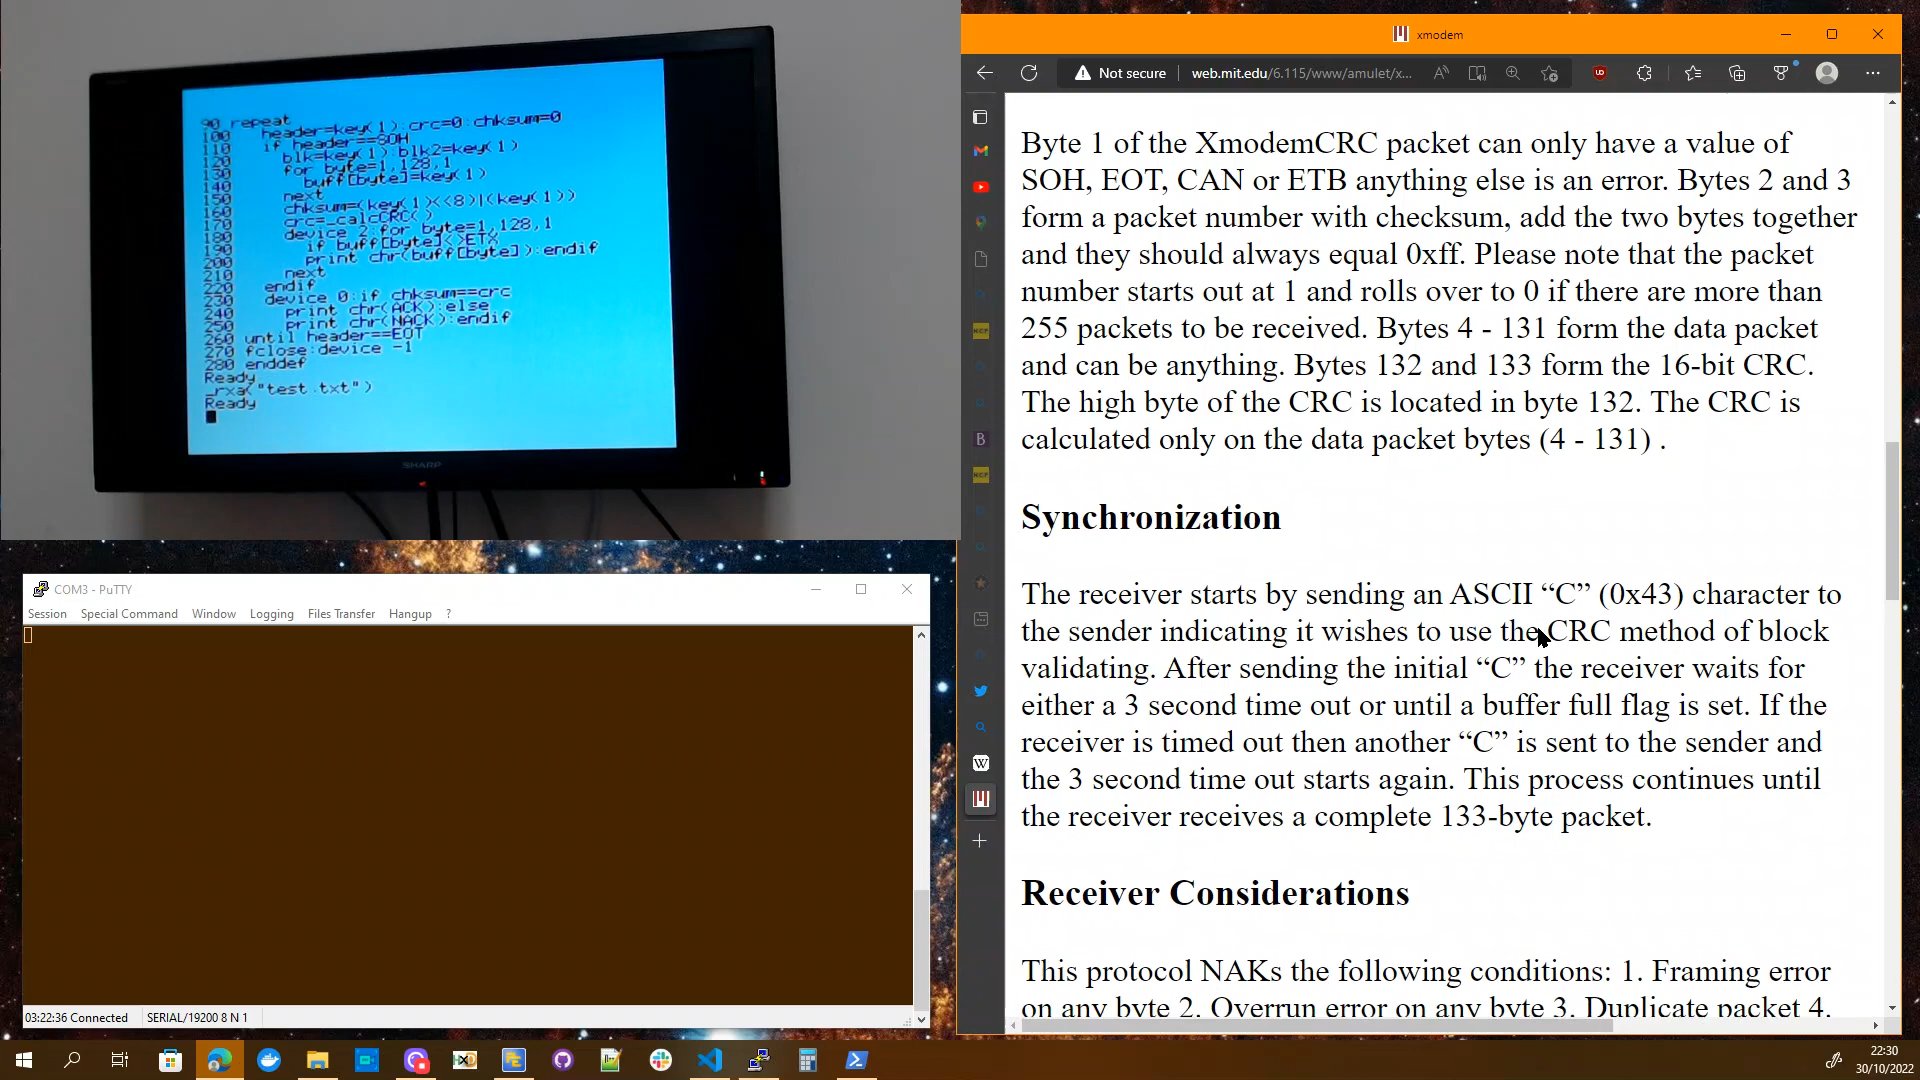 90 repeat
100 header=key(1):crc=0:chksum=0
110 if header==SOH
120 blk=key(1):blk2=key(1)
130 for byte=1,128,1
140 buff[byte]=key(1)
150 next
160 chksum=(key(1)<<8)|(key(1))
170 crc=_calcCRC()
180 device 2:for byte=1,128,1
190 if buff[byte]<>ETX
200 print chr(buff[byte]):endif
210 next
220 endif
230 device 0:if chksum==crc
240 print chr(ACK):else
250 print chr(NACK):endif
260 until header==EOT
270 fclose:device -1
280 enddef
Ready
_rxa("test.txt")
Ready
SHARP
COM3 - PuTTY
Session Special Command Window Logging Files Transfer Hangup ?
03:22:36 Connected SERIAL/19200 8 N 1
xmodem
Not secure web.mit.edu/6.115/www/amulet/x...
Byte 1 of the XmodemCRC packet can only have a value of
SOH, EOT, CAN or ETB anything else is an error. Bytes 2 and 3
form a packet number with checksum, add the two bytes together
and they should always equal 0xff. Please note that the packet
number starts out at 1 and rolls over to 0 if there are more than
255 packets to be received. Bytes 4 - 131 form the data packet
and can be anything. Bytes 132 and 133 form the 16-bit CRC.
The high byte of the CRC is located in byte 132. The CRC is
calculated only on the data packet bytes (4 - 131) .
Synchronization
The receiver starts by sending an ASCII “C” (0x43) character to
the sender indicating it wishes to use the CRC method of block
validating. After sending the initial “C” the receiver waits for
either a 3 second time out or until a buffer full flag is set. If the
receiver is timed out then another “C” is sent to the sender and
the 3 second time out starts again. This process continues until
the receiver receives a complete 133-byte packet.
Receiver Considerations
This protocol NAKs the following conditions: 1. Framing error
on any byte 2. Overrun error on any byte 3. Duplicate packet 4.
22:30
30/10/2022